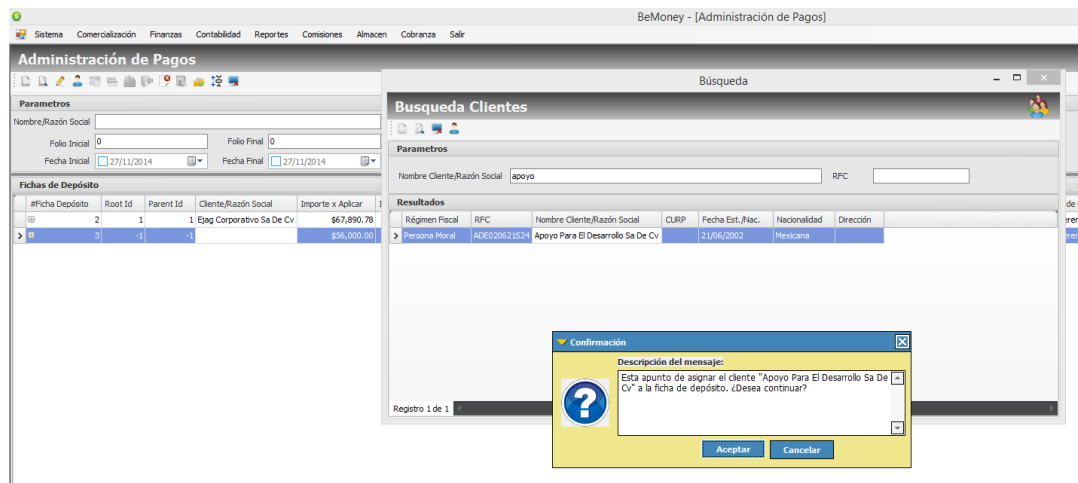 BeMoney - [Administración de Pagos]
Sistema Comercialización Finanzas Contabilidad Reportes Comisiones Almacen Cobranza Salir
Administración de Pagos
Parametros
Nombre/Razón Social
Folio Inicial 0 Folio Final 0
Fecha Inicial 27/11/2014 Fecha Final 27/11/2014
Fichas de Depósito
#Ficha Depósito Root Id Parent Id Cliente/Razón Social Importe x Aplicar
2 1 1 Ejag Corporativo Sa De Cv $67,890.78
3 -1 -1 $56,000.00
Búsqueda
Busqueda Clientes
Parametros
Nombre Cliente/Razón Social apoyo RFC
Resultados
Régimen Fiscal RFC Nombre Cliente/Razón Social CURP Fecha Est./Nac. Nacionalidad Dirección
Persona Moral ADE020621S24 Apoyo Para El Desarrollo Sa De Cv 21/06/2002 Mexicana
Registro 1 de 1
Confirmación
Descripción del mensaje:
Esta apunto de asignar el cliente "Apoyo Para El Desarrollo Sa De
Cv" a la ficha de depósito. ¿Desea continuar?
Aceptar Cancelar